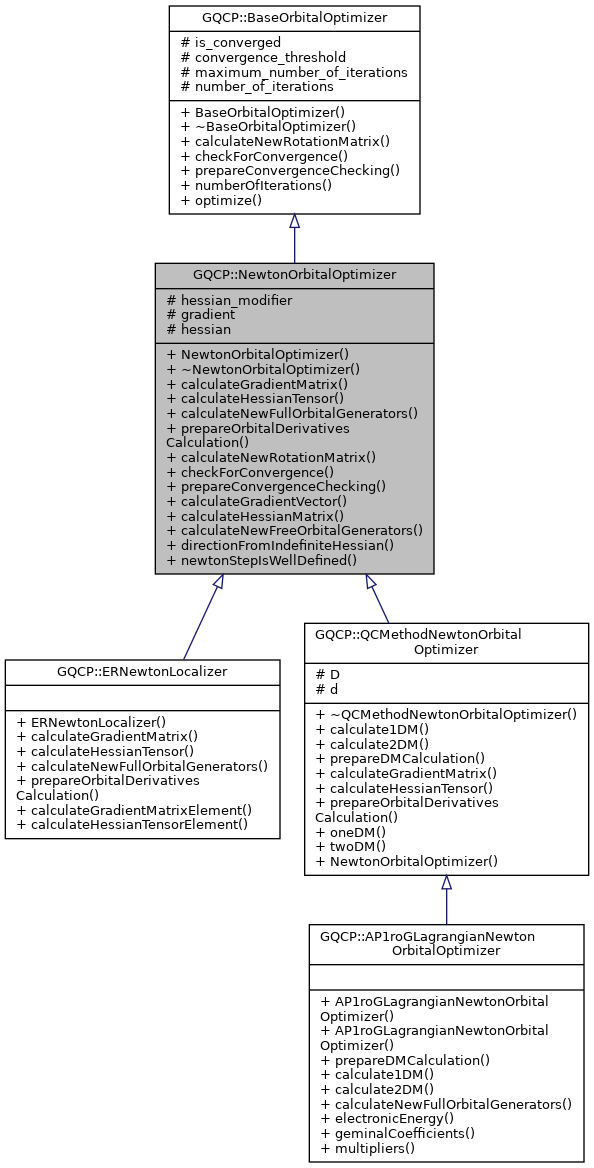 GQCP::BaseOrbitalOptimizer
# is_converged
# convergence_threshold
# maximum_number_of_iterations
# number_of_iterations
+ BaseOrbitalOptimizer()
+ ~BaseOrbitalOptimizer()
+ calculateNewRotationMatrix()
+ checkForConvergence()
+ prepareConvergenceChecking()
+ numberOfIterations()
+ optimize()
GQCP::NewtonOrbitalOptimizer
# hessian_modifier
# gradient
# hessian
+ NewtonOrbitalOptimizer()
+ ~NewtonOrbitalOptimizer()
+ calculateGradientMatrix()
+ calculateHessianTensor()
+ calculateNewFullOrbitalGenerators()
+ prepareOrbitalDerivatives
Calculation()
+ calculateNewRotationMatrix()
+ checkForConvergence()
+ prepareConvergenceChecking()
+ calculateGradientVector()
+ calculateHessianMatrix()
+ calculateNewFreeOrbitalGenerators()
+ directionFromIndefiniteHessian()
+ newtonStepIsWellDefined()
GQCP::ERNewtonLocalizer
+ ERNewtonLocalizer()
+ calculateGradientMatrix()
+ calculateHessianTensor()
+ calculateNewFullOrbitalGenerators()
+ prepareOrbitalDerivatives
Calculation()
+ calculateGradientMatrixElement()
+ calculateHessianTensorElement()
GQCP::QCMethodNewtonOrbital
Optimizer
# D
# d
+ ~QCMethodNewtonOrbitalOptimizer()
+ calculate1DM()
+ calculate2DM()
+ prepareDMCalculation()
+ calculateGradientMatrix()
+ calculateHessianTensor()
+ prepareOrbitalDerivatives
Calculation()
+ oneDM()
+ twoDM()
+ NewtonOrbitalOptimizer()
GQCP::AP1roGLagrangianNewton
OrbitalOptimizer
+ AP1roGLagrangianNewtonOrbital
Optimizer()
+ AP1roGLagrangianNewtonOrbital
Optimizer()
+ prepareDMCalculation()
+ calculate1DM()
+ calculate2DM()
+ calculateNewFullOrbitalGenerators()
+ electronicEnergy()
+ geminalCoefficients()
+ multipliers()